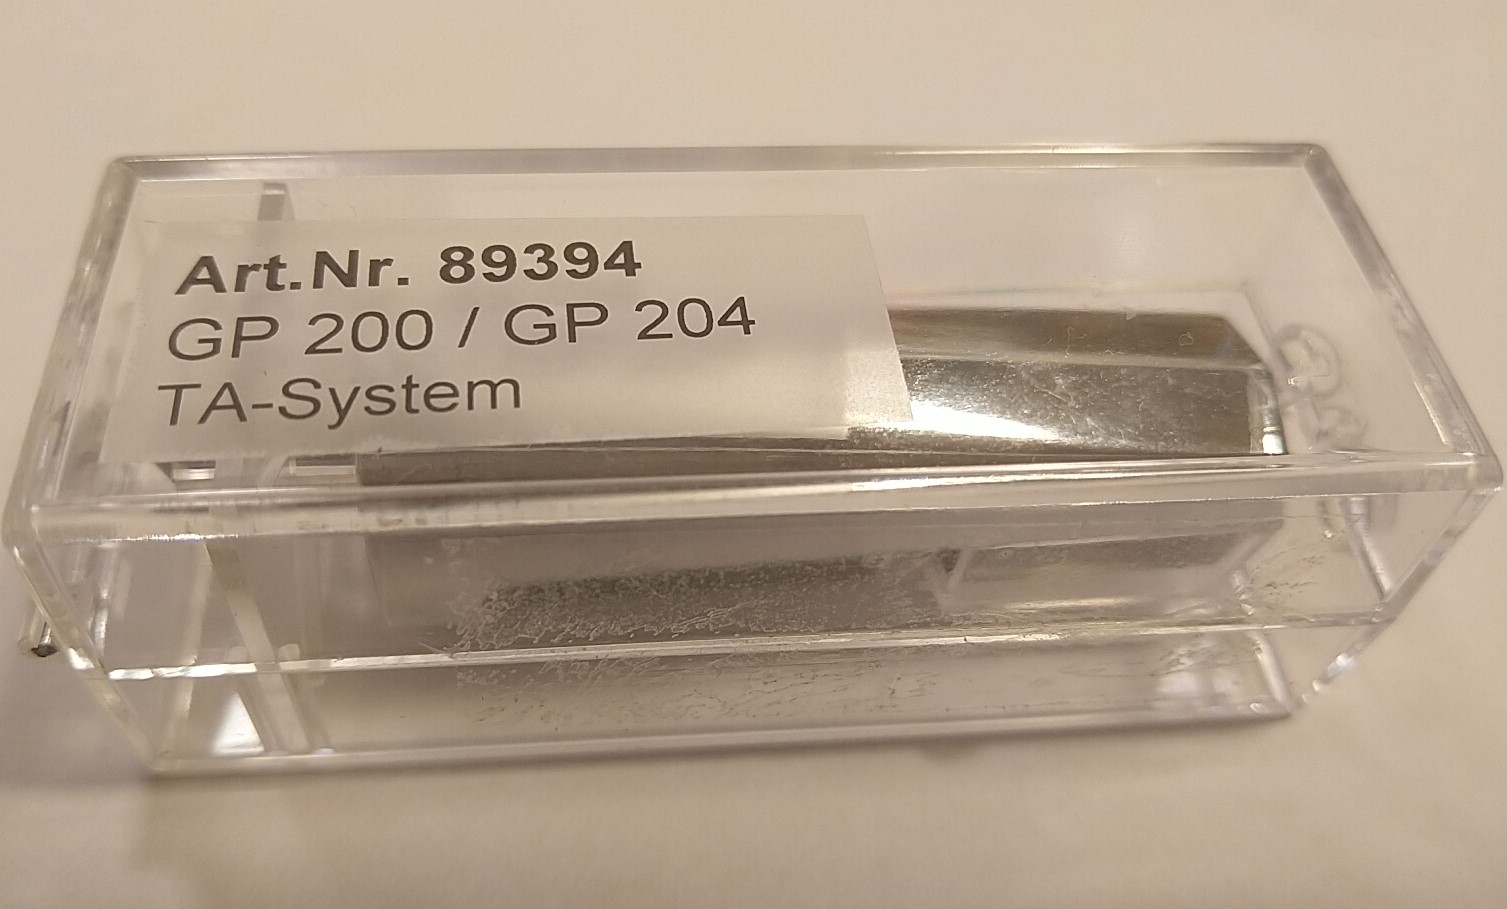 Art.Nr. 89394
GP 200 / GP 204
TA-System